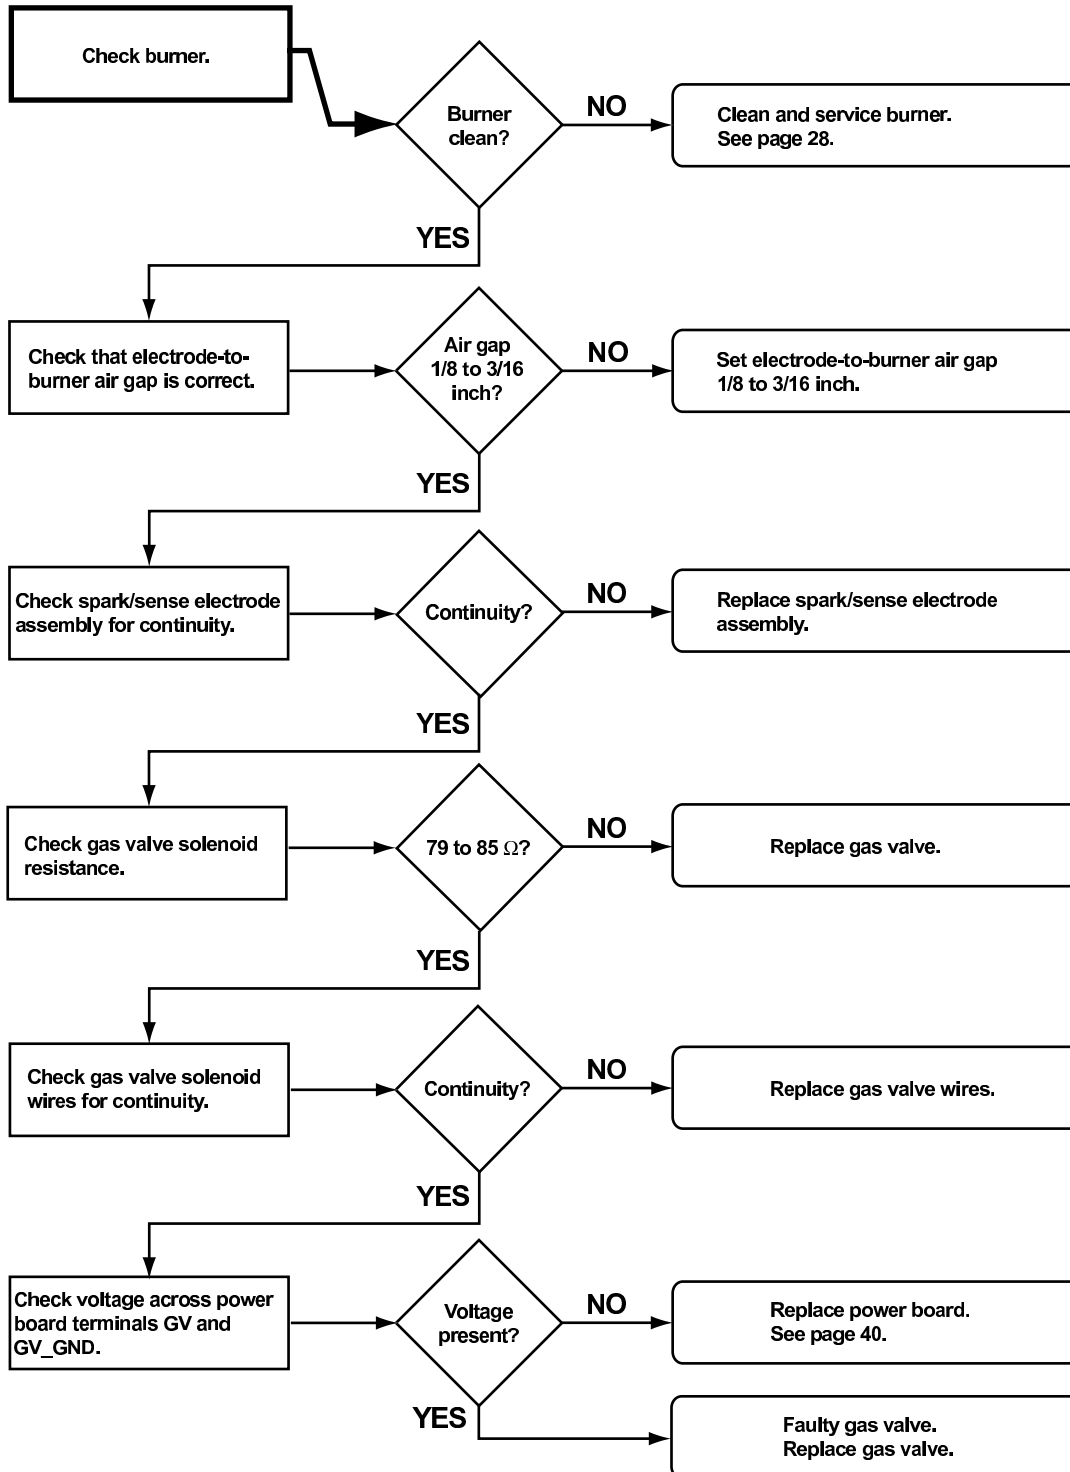 Check burner.
Burner
clean?
NO
Clean and service burner.
See page 28.
YES
Check that electrode-to-
burner air gap is correct.
Air gap
1/8 to 3/16
inch?
NO
Set electrode-to-burner air gap
1/8 to 3/16 inch.
YES
Check spark/sense electrode
assembly for continuity.
Continuity?
NO
Replace spark/sense electrode
assembly.
YES
Check gas valve solenoid
resistance.
79 to 85 Ω?
NO
Replace gas valve.
YES
Check gas valve solenoid
wires for continuity.
Continuity?
NO
Replace gas valve wires.
YES
Check voltage across power
board terminals GV and
GV_GND.
Voltage
present?
NO
Replace power board.
See page 40.
YES
Faulty gas valve.
Replace gas valve.